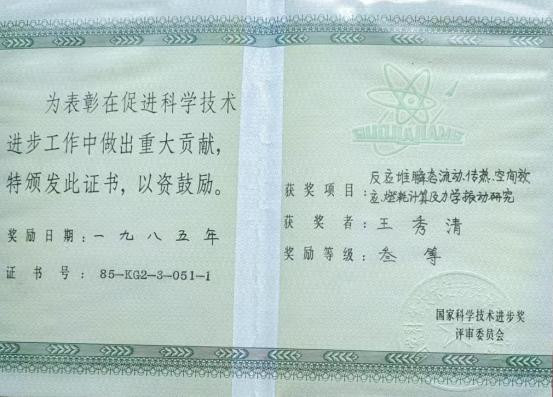 为表彰在促进科学技术
进步工作中做出重大贡献，
特颁发此证书，以资鼓励。
奖励日期：一九八五年
证书号：85-KG2-3-051-1
GUOJIAJIANG
获奖项目：反应堆瞬态流动、传热、空间效
应、燃耗计算及力学振动研究
获奖者：王秀清
奖励等级：叁等
国家科学技术进步奖
评审委员会